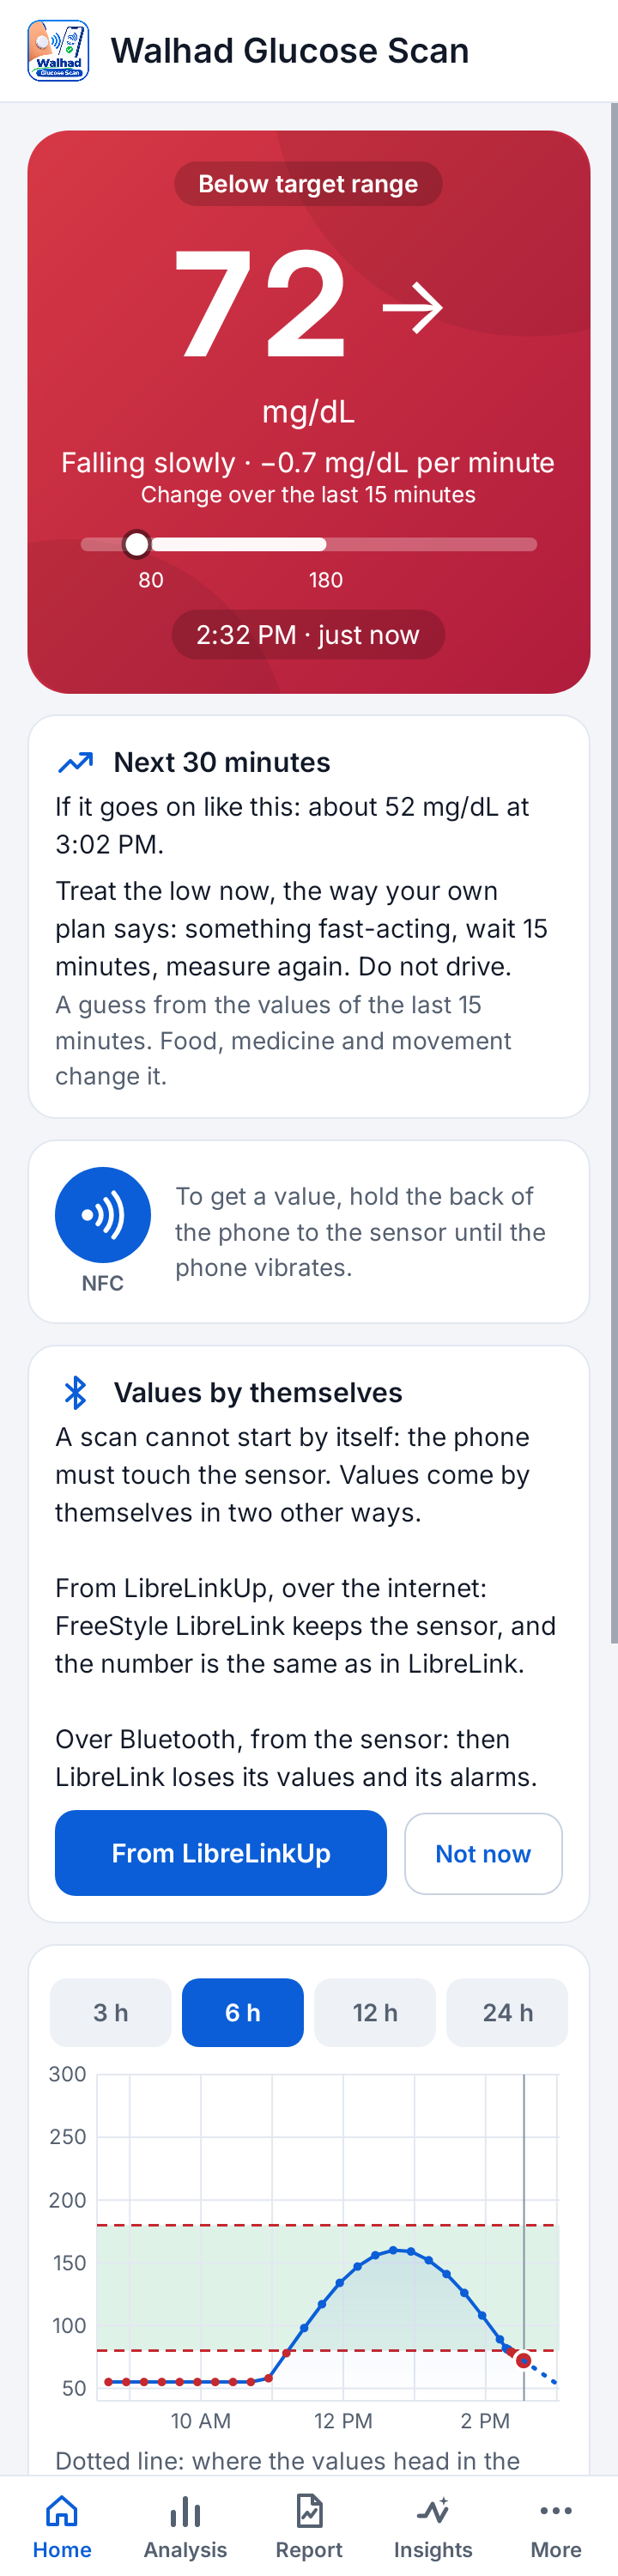 Walhad
Glucose Scan
Walhad Glucose Scan
Below target range
72 →
mg/dL
Falling slowly · −0.7 mg/dL per minute
Change over the last 15 minutes
80 180
2:32 PM · just now
Next 30 minutes
If it goes on like this: about 52 mg/dL at
3:02 PM.
Treat the low now, the way your own
plan says: something fast-acting, wait 15
minutes, measure again. Do not drive.
A guess from the values of the last 15
minutes. Food, medicine and movement
change it.
To get a value, hold the back of
the phone to the sensor until the
phone vibrates.
NFC
Values by themselves
A scan cannot start by itself: the phone
must touch the sensor. Values come by
themselves in two other ways.
From LibreLinkUp, over the internet:
FreeStyle LibreLink keeps the sensor, and
the number is the same as in LibreLink.
Over Bluetooth, from the sensor: then
LibreLink loses its values and its alarms.
From LibreLinkUp Not now
3 h 6 h 12 h 24 h
300
250
200
150
100
50
10 AM 12 PM 2 PM
Dotted line: where the values head in the
Home Analysis Report Insights More